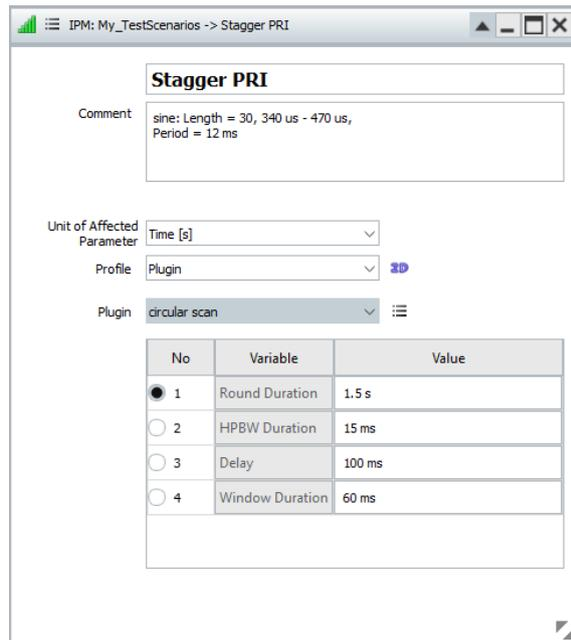 IPM: My_TestScenarios -> Stagger PRI
Stagger PRI
Comment
sine: Length = 30, 340 us - 470 us,
Period = 12 ms
Unit of Affected
Parameter
Time [s]
Profile
Plugin
2D
Plugin
circular scan
No Variable Value
1 Round Duration 1.5 s
2 HPBW Duration 15 ms
3 Delay 100 ms
4 Window Duration 60 ms